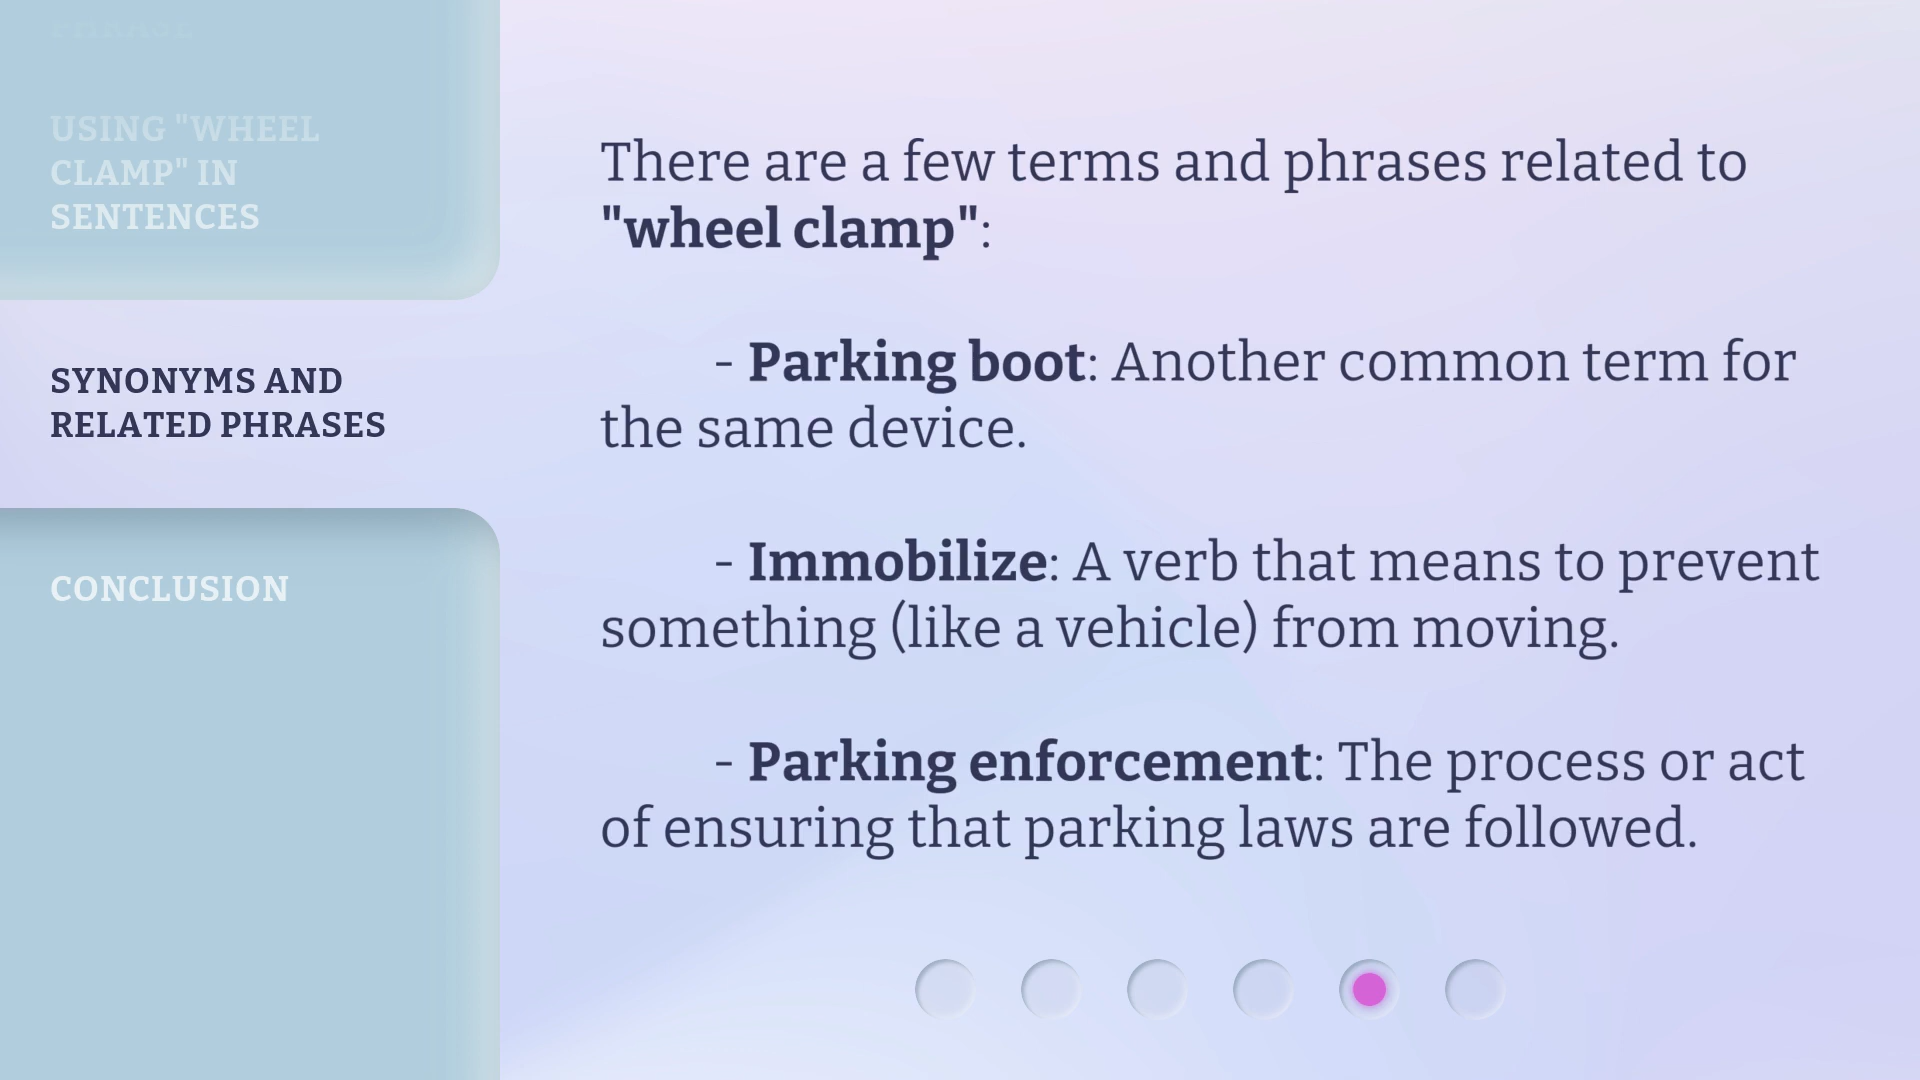 USING "WHEEL
CLAMP" IN
SENTENCES
SYNONYMS AND
RELATED PHRASES
CONCLUSION
There are a few terms and phrases related to
"wheel clamp":
- Parking boot: Another common term for
the same device.
- Immobilize: A verb that means to prevent
something (like a vehicle) from moving.
- Parking enforcement: The process or act
of ensuring that parking laws are followed.